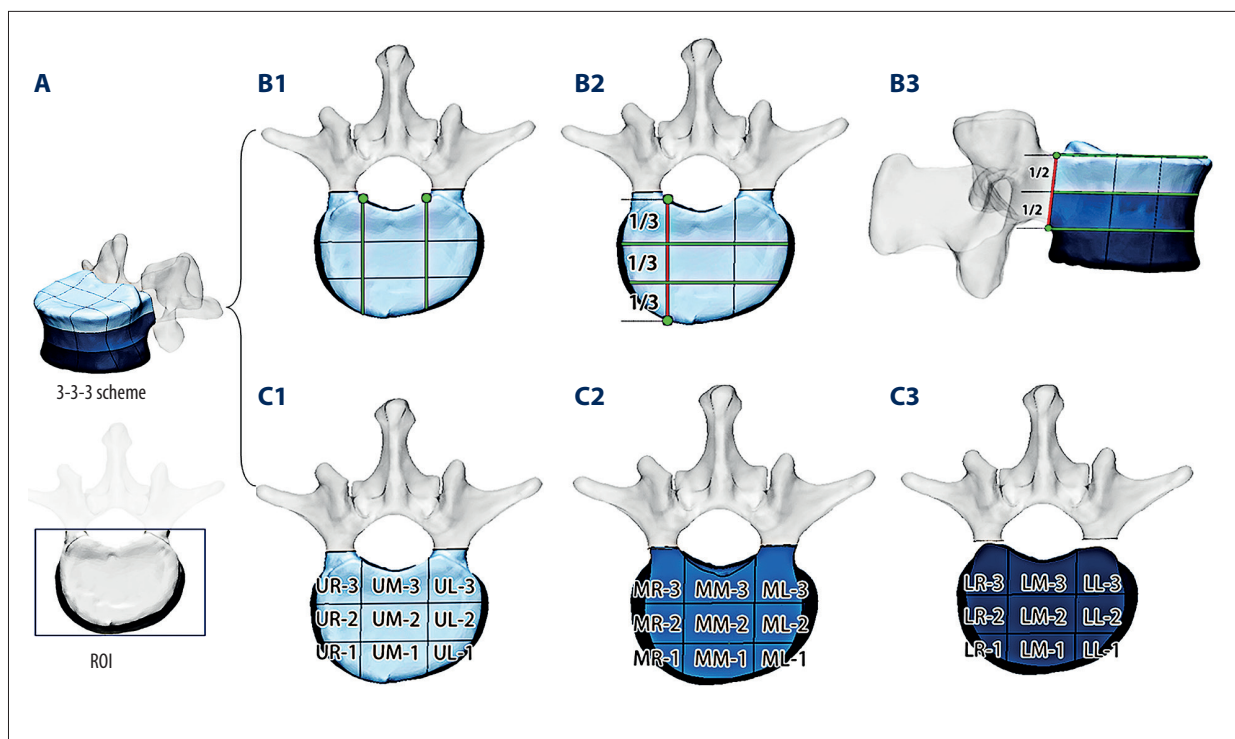 A
3-3-3 scheme
ROI
B1
B2
1/3
1/3
1/3
B3
1/2
1/2
C1
UR-3 UM-3 UL-3
UR-2 UM-2 UL-2
UR-1 UM-1 UL-1
C2
MR-3 MM-3 ML-3
MR-2 MM-2 ML-2
MR-1 MM-1 ML-1
C3
LR-3 LM-3 LL-3
LR-2 LM-2 LL-2
LR-1 LM-1 LL-1